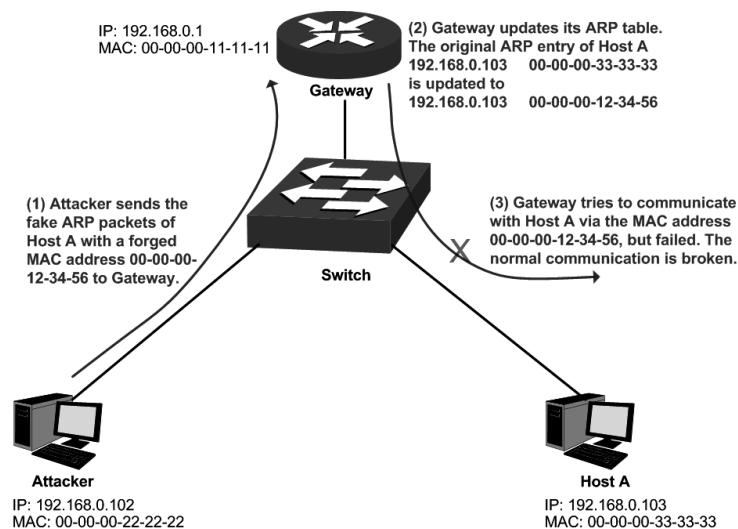 IP: 192.168.0.1
MAC: 00-00-00-11-11-11
Gateway
(2) Gateway updates its ARP table.
The original ARP entry of Host A
192.168.0.103 00-00-00-33-33-33
is updated to
192.168.0.103 00-00-00-12-34-56
(1) Attacker sends the
fake ARP packets of
Host A with a forged
MAC address 00-00-00-
12-34-56 to Gateway.
Switch
X
(3) Gateway tries to communicate
with Host A via the MAC address
00-00-00-12-34-56, but failed. The
normal communication is broken.
Attacker
IP: 192.168.0.102
MAC: 00-00-00-22-22-22
Host A
IP: 192.168.0.103
MAC: 00-00-00-33-33-33